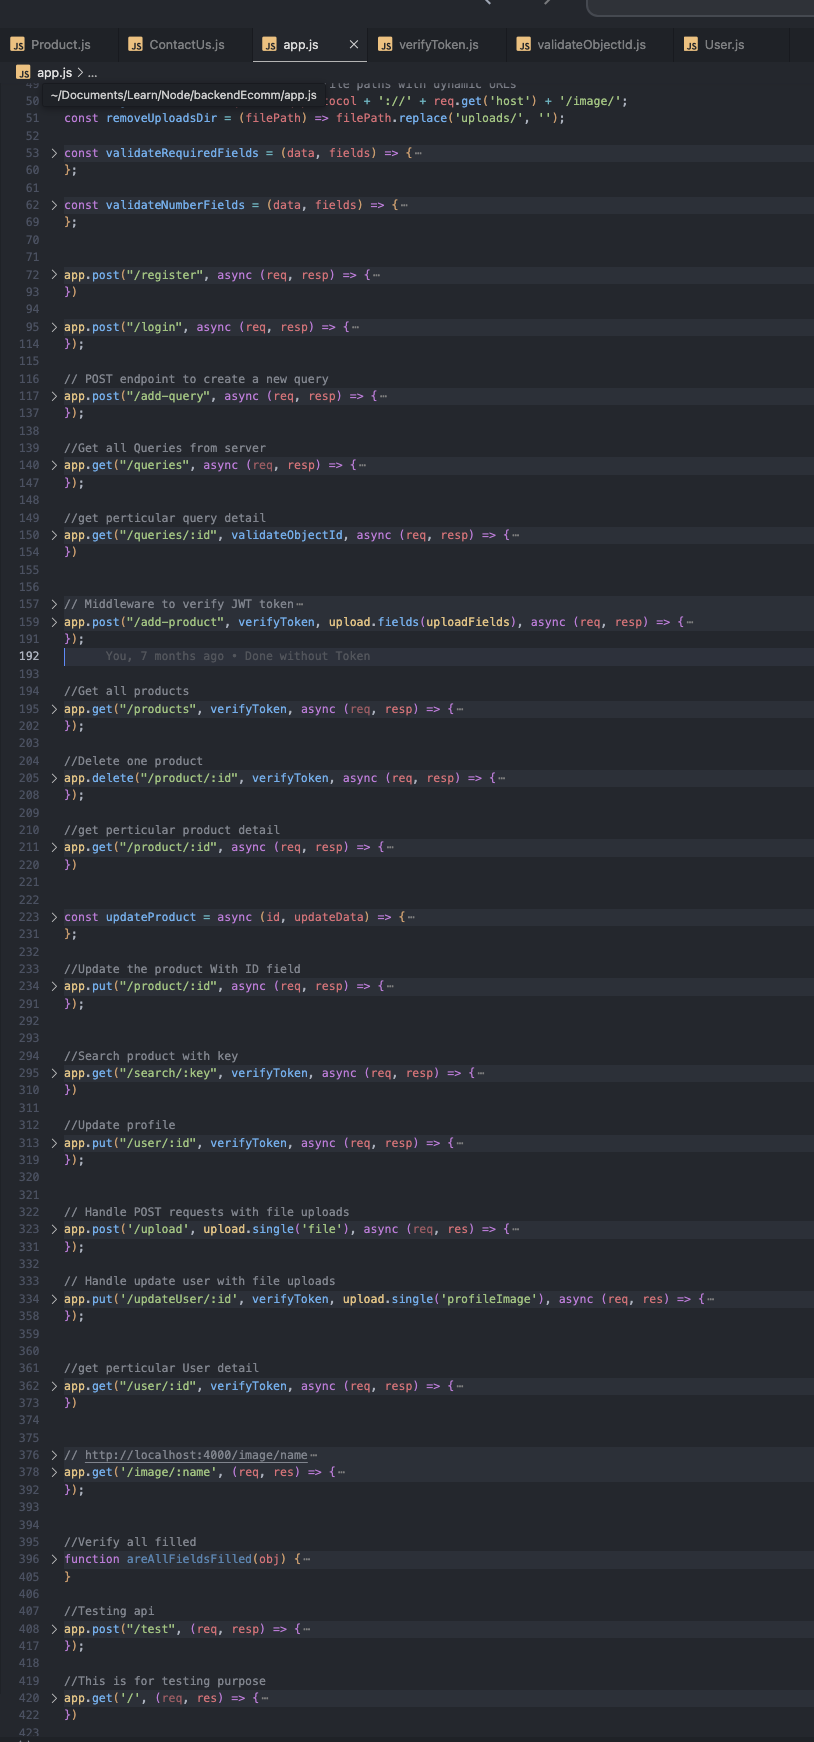 JS Product.js JS ContactUs.js JS app.js × JS verifyToken.js JS validateObjectId.js JS User.js
JS app.js > ...
49 ile paths with dynamic URLs
~/Documents/Learn/Node/backendEcomm/app.js
50 tocol + '://' + req.get('host') + '/image/';
51 const removeUploadsDir = (filePath) => filePath.replace('uploads/', '');
52
53 > const validateRequiredFields = (data, fields) => {⋯
60 };
61
62 > const validateNumberFields = (data, fields) => {⋯
69 };
70
71
72 > app.post("/register", async (req, resp) => {⋯
93 })
94
95 > app.post("/login", async (req, resp) => {⋯
114 });
115
116 // POST endpoint to create a new query
117 > app.post("/add-query", async (req, resp) => {⋯
137 });
138
139 //Get all Queries from server
140 > app.get("/queries", async (req, resp) => {⋯
147 });
148
149 //get perticular query detail
150 > app.get("/queries/:id", validateObjectId, async (req, resp) => {⋯
154 })
155
156
157 > // Middleware to verify JWT token⋯
159 > app.post("/add-product", verifyToken, upload.fields(uploadFields), async (req, resp) => {⋯
191 });
192 You, 7 months ago • Done without Token
193
194 //Get all products
195 > app.get("/products", verifyToken, async (req, resp) => {⋯
202 });
203
204 //Delete one product
205 > app.delete("/product/:id", verifyToken, async (req, resp) => {⋯
208 });
209
210 //get perticular product detail
211 > app.get("/product/:id", async (req, resp) => {⋯
220 })
221
222
223 > const updateProduct = async (id, updateData) => {⋯
231 };
232
233 //Update the product With ID field
234 > app.put("/product/:id", async (req, resp) => {⋯
291 });
292
293
294 //Search product with key
295 > app.get("/search/:key", verifyToken, async (req, resp) => {⋯
310 })
311
312 //Update profile
313 > app.put("/user/:id", verifyToken, async (req, resp) => {⋯
319 });
320
321
322 // Handle POST requests with file uploads
323 > app.post('/upload', upload.single('file'), async (req, res) => {⋯
331 });
332
333 // Handle update user with file uploads
334 > app.put('/updateUser/:id', verifyToken, upload.single('profileImage'), async (req, res) => {⋯
358 });
359
360
361 //get perticular User detail
362 > app.get("/user/:id", verifyToken, async (req, resp) => {⋯
373 })
374
375
376 > // http://localhost:4000/image/name⋯
378 > app.get('/image/:name', (req, res) => {⋯
392 });
393
394
395 //Verify all filled
396 > function areAllFieldsFilled(obj) {⋯
405 }
406
407 //Testing api
408 > app.post("/test", (req, resp) => {⋯
417 });
418
419 //This is for testing purpose
420 > app.get('/', (req, res) => {⋯
422 })
423